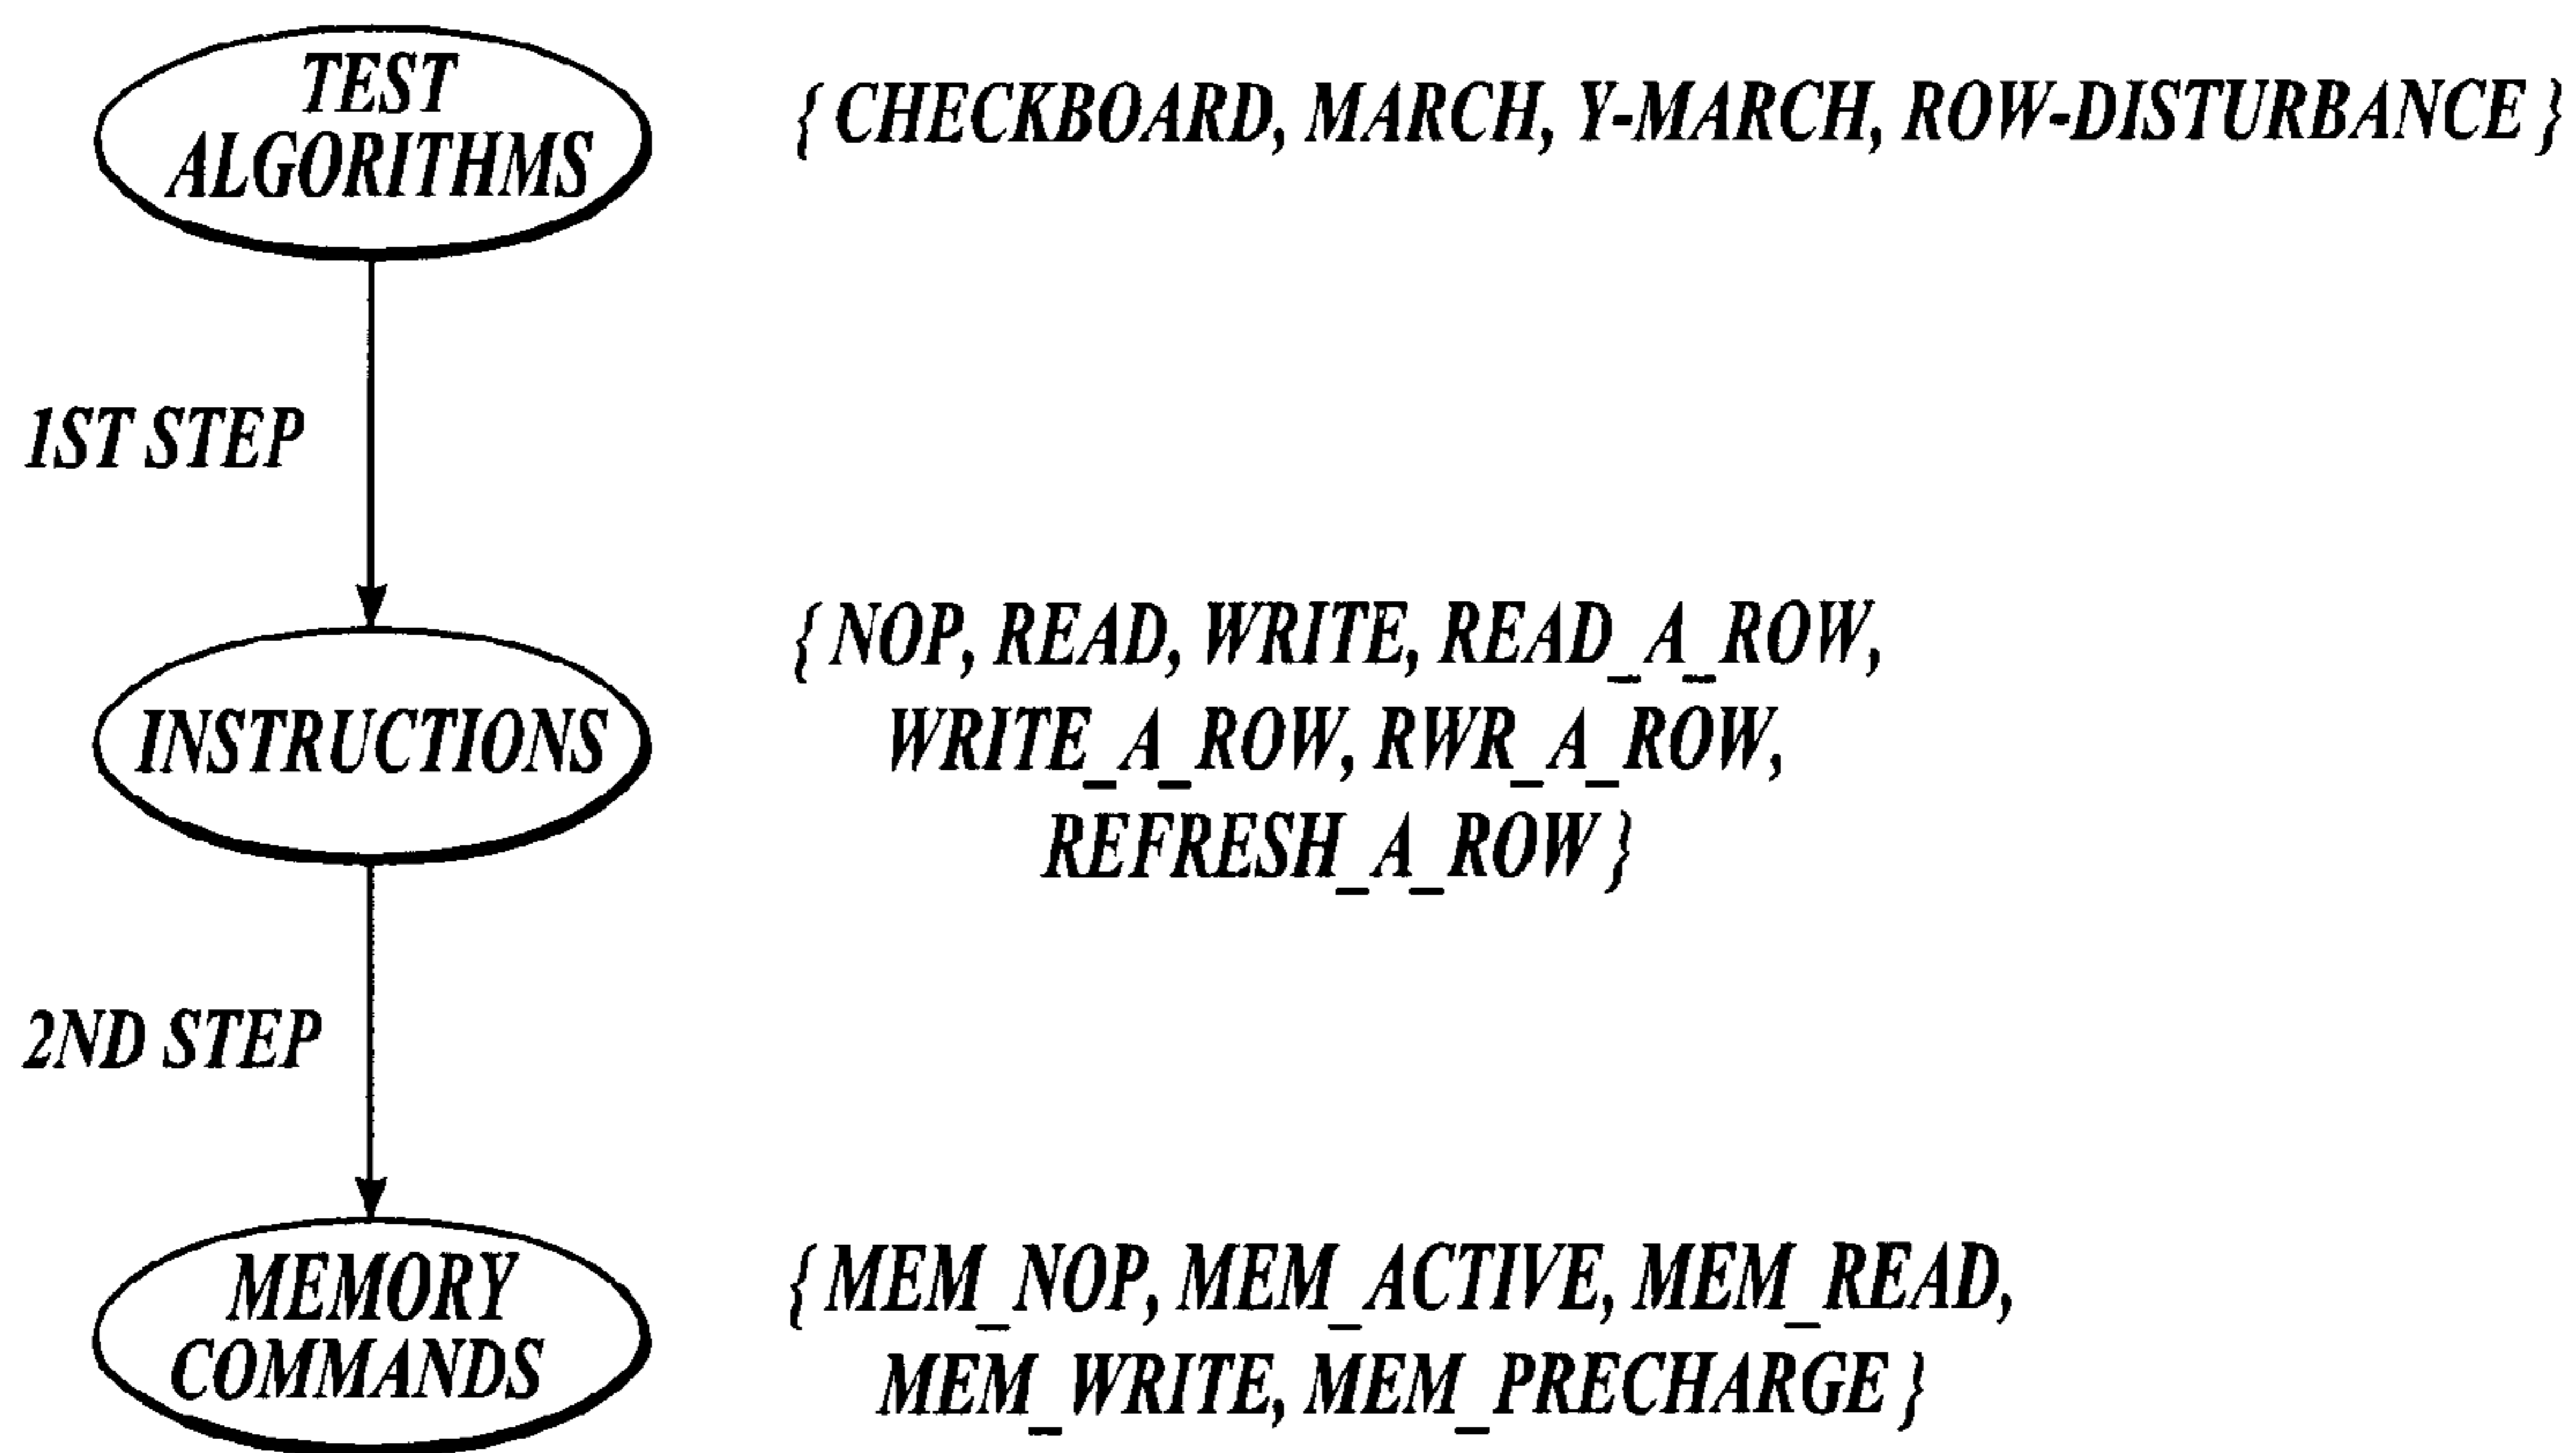 TEST
ALGORITHMS
{ CHECKBOARD, MARCH, Y-MARCH, ROW-DISTURBANCE }
1ST STEP
INSTRUCTIONS
{ NOP, READ, WRITE, READ_A_ROW,
WRITE_A_ROW, RWR_A_ROW,
REFRESH_A_ROW }
2ND STEP
MEMORY
COMMANDS
{ MEM_NOP, MEM_ACTIVE, MEM_READ,
MEM_WRITE, MEM_PRECHARGE }